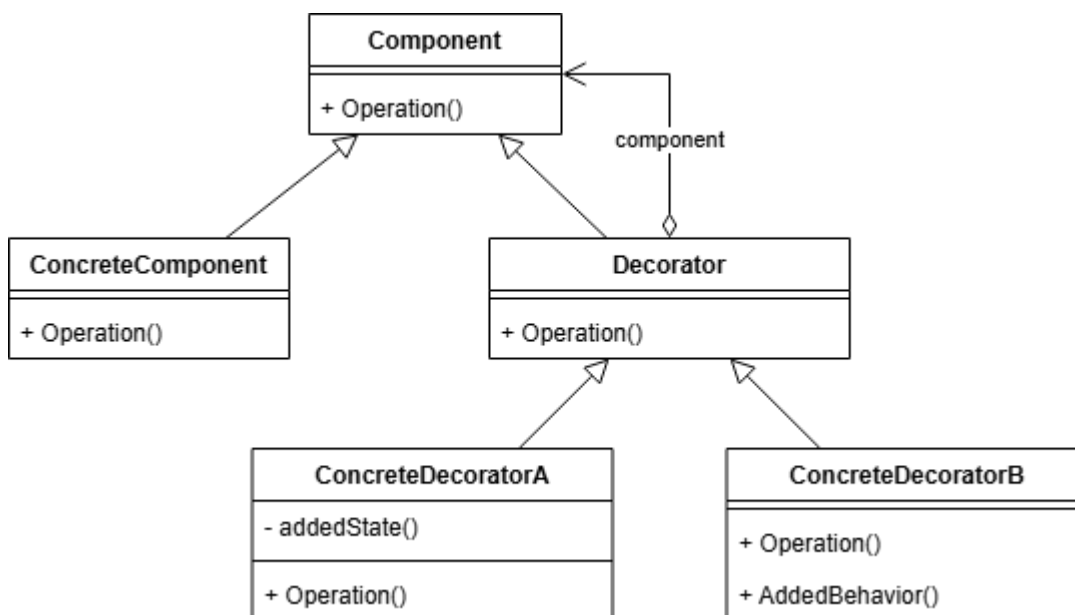 Component
+ Operation()
component
ConcreteComponent
+ Operation()
Decorator
+ Operation()
ConcreteDecoratorA
- addedState()
+ Operation()
ConcreteDecoratorB
+ Operation()
+ AddedBehavior()